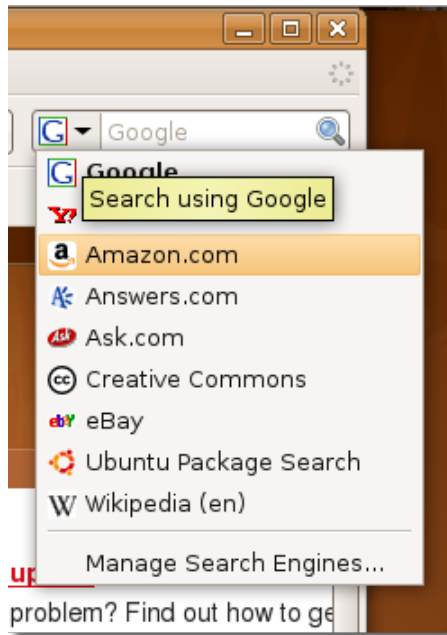 Google
Google
Search using Google
Amazon.com
Answers.com
Ask.com
Creative Commons
eBay
Ubuntu Package Search
Wikipedia (en)
Manage Search Engines...
up
problem? Find out how to ge